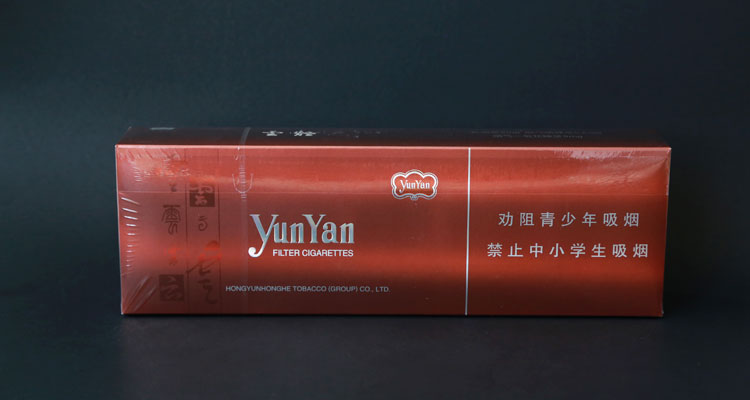 YunYan
劝阻青少年吸烟
禁止中小学生吸烟
YunYan
FILTER CIGARETTES
HONGYUNHONGHE TOBACCO (GROUP) CO., LTD.